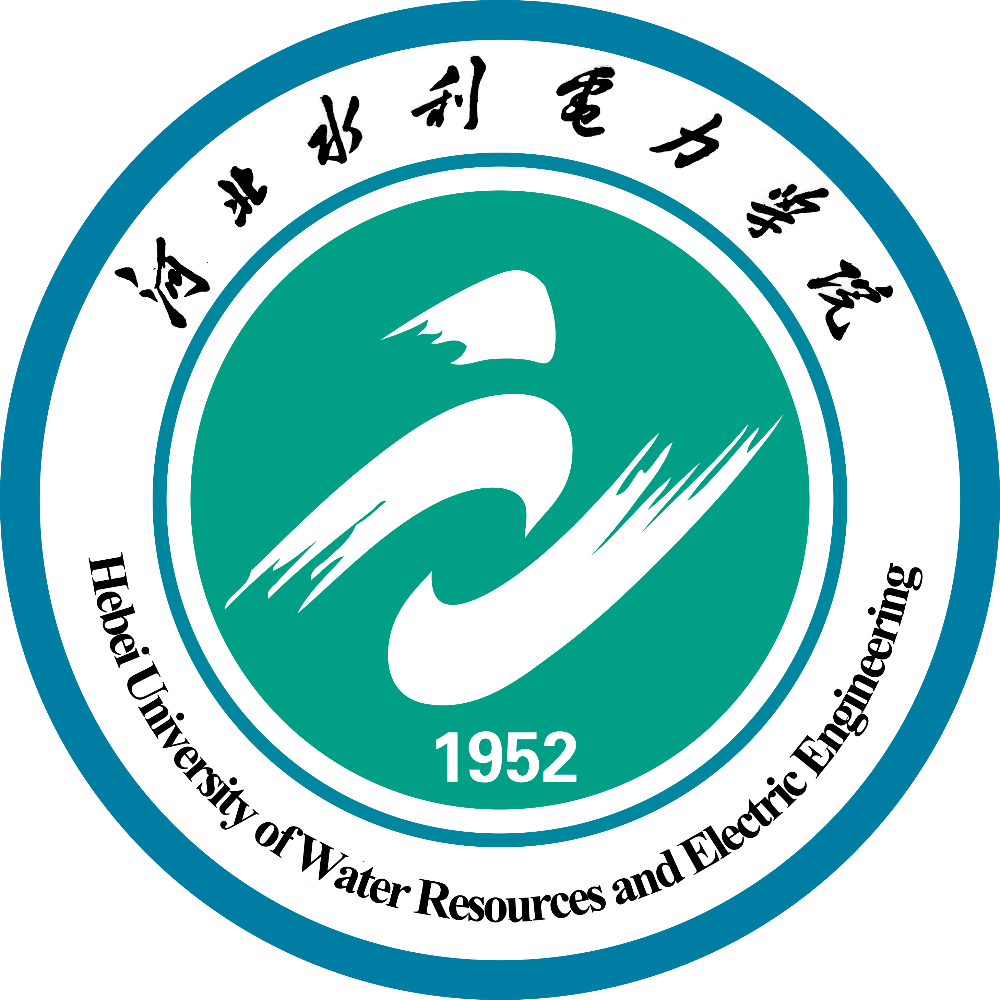 河北水利電力學院
1952
Hebei University of Water Resources and Electric Engineering